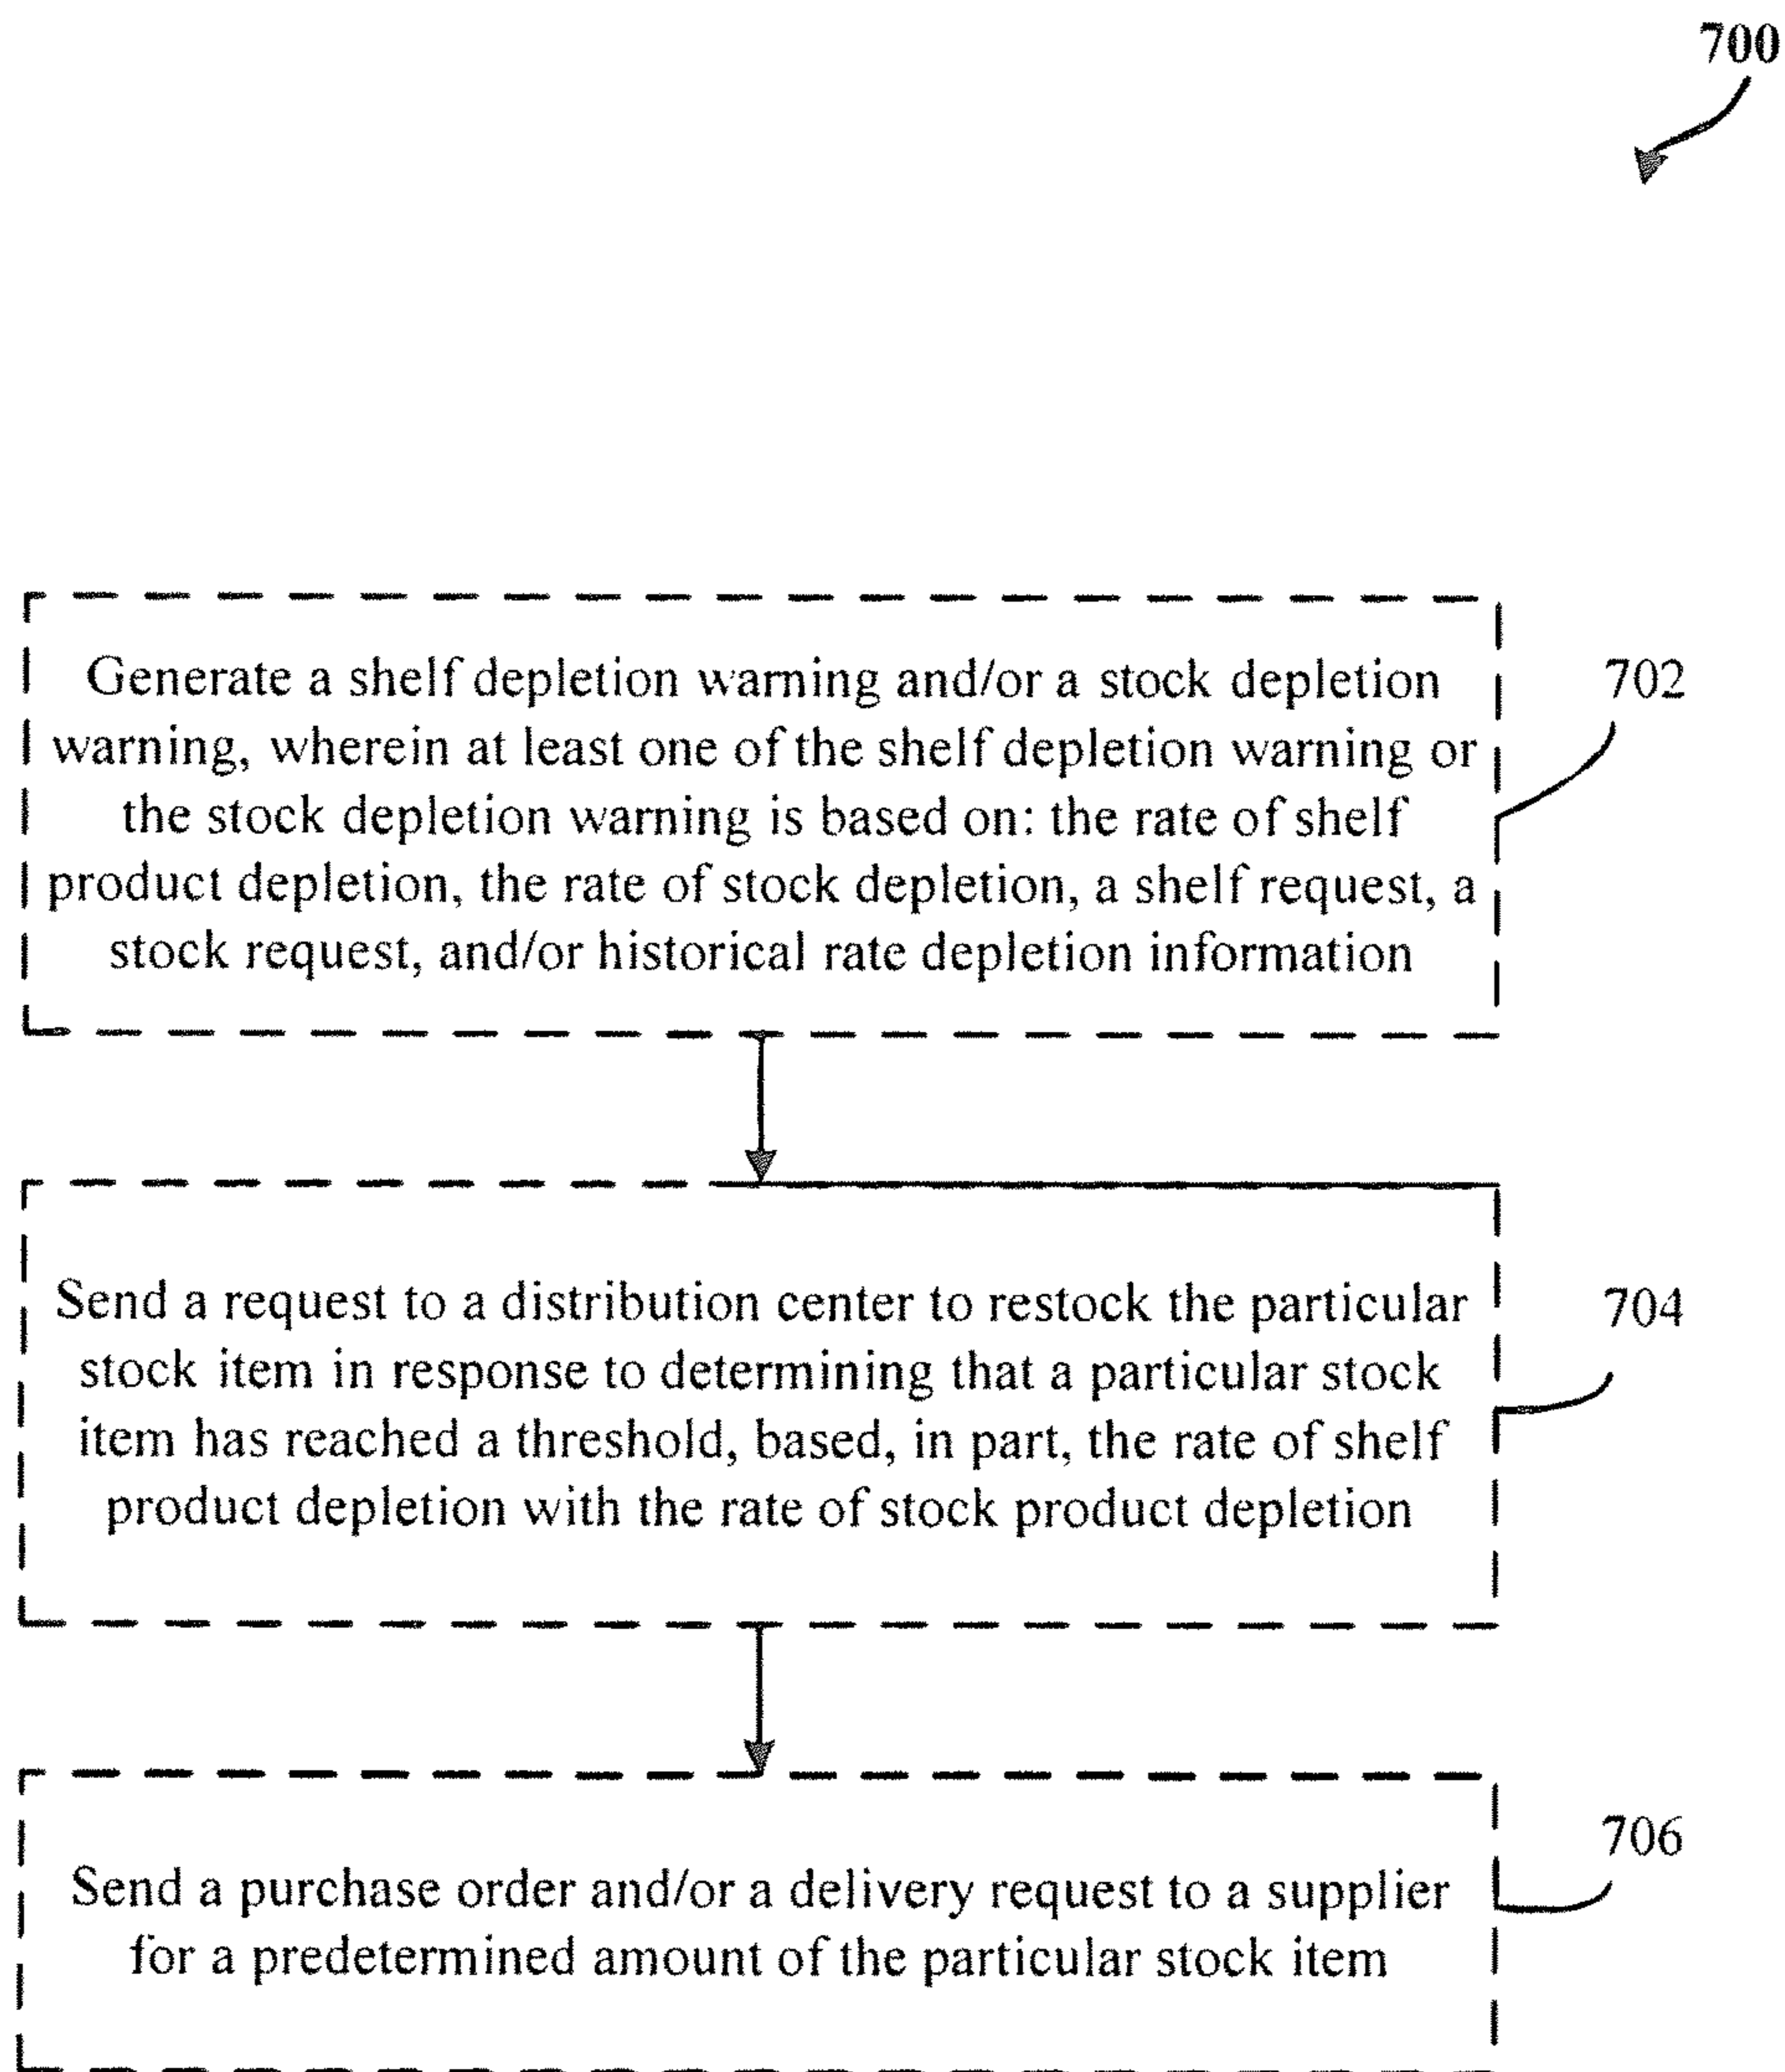 700
Generate a shelf depletion warning and/or a stock depletion
warning, wherein at least one of the shelf depletion warning or
the stock depletion warning is based on: the rate of shelf
product depletion, the rate of stock depletion, a shelf request, a
stock request, and/or historical rate depletion information
702
Send a request to a distribution center to restock the particular
stock item in response to determining that a particular stock
item has reached a threshold, based, in part, the rate of shelf
product depletion with the rate of stock product depletion
704
Send a purchase order and/or a delivery request to a supplier
for a predetermined amount of the particular stock item
706